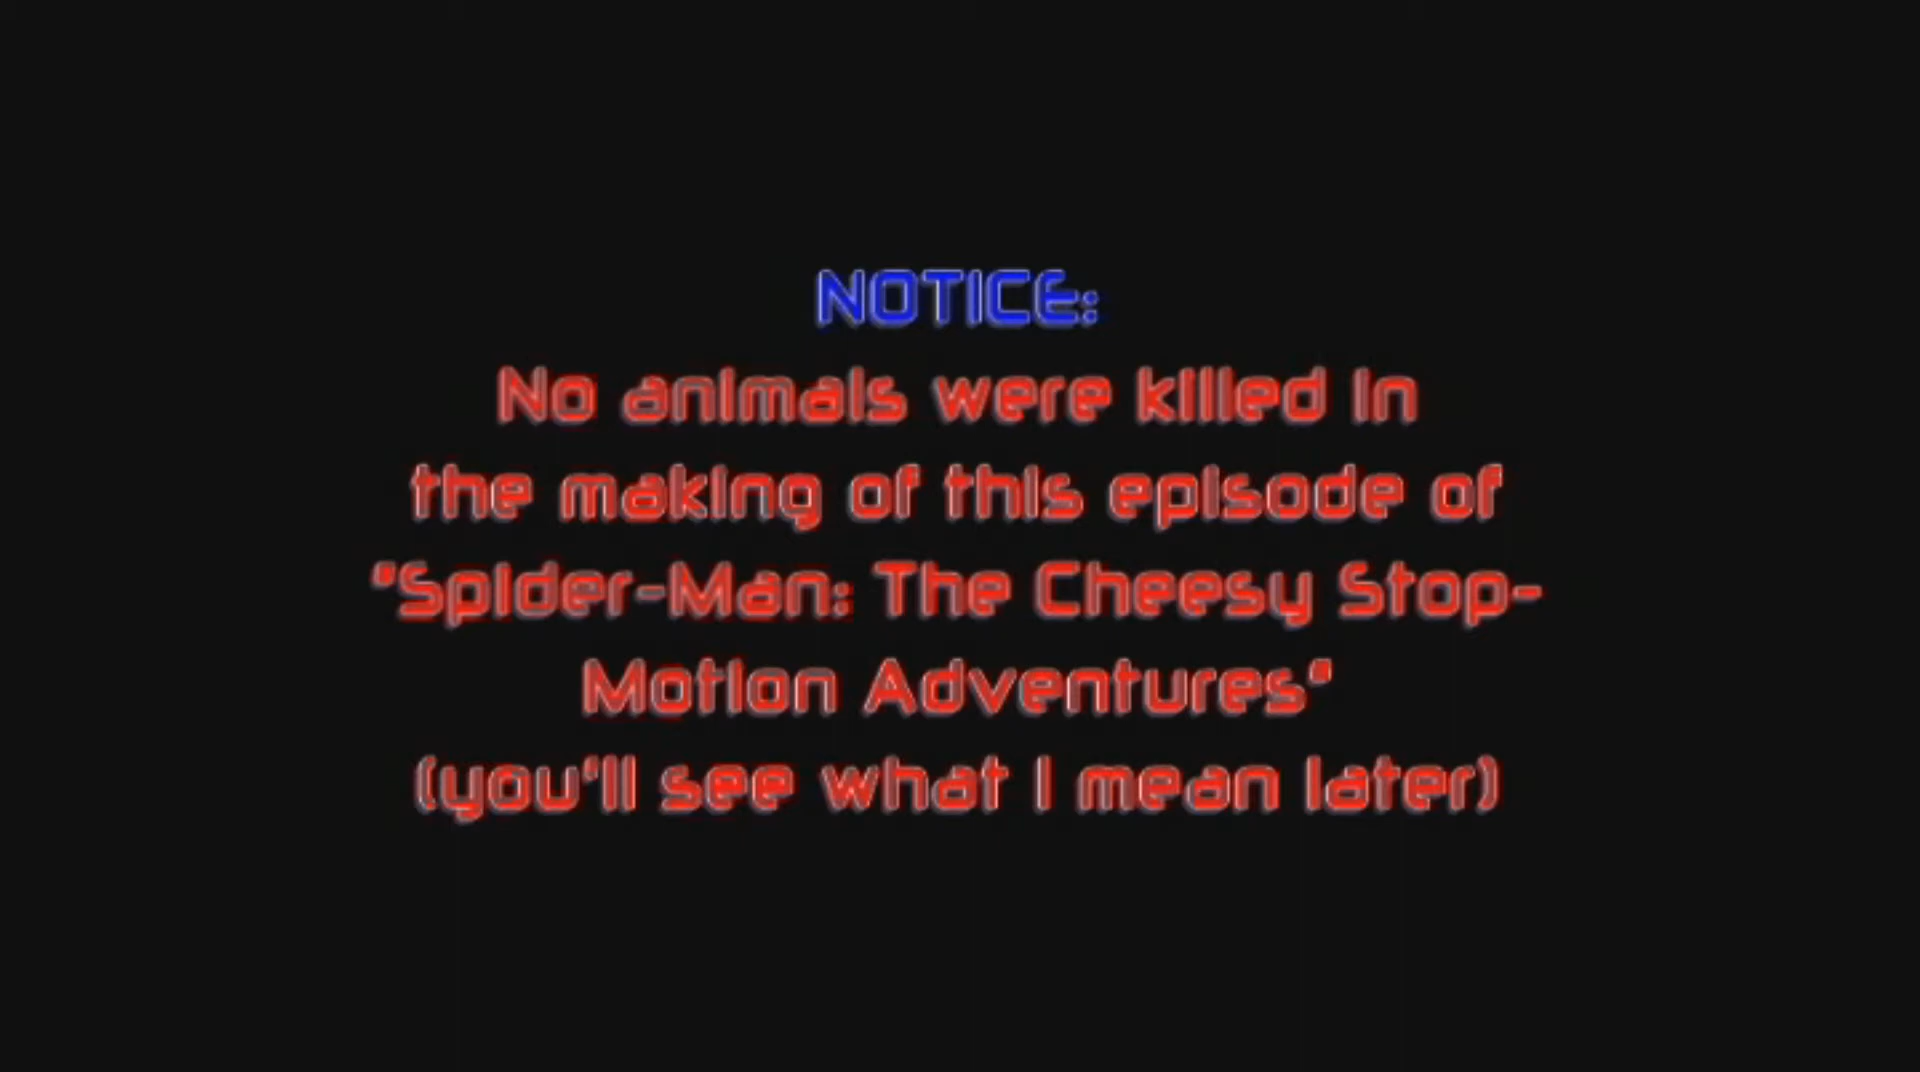 NOTICE:
No animals were killed in
the making of this episode of
"Spider-Man: The Cheesy Stop-
Motion Adventures"
(you'll see what I mean later)